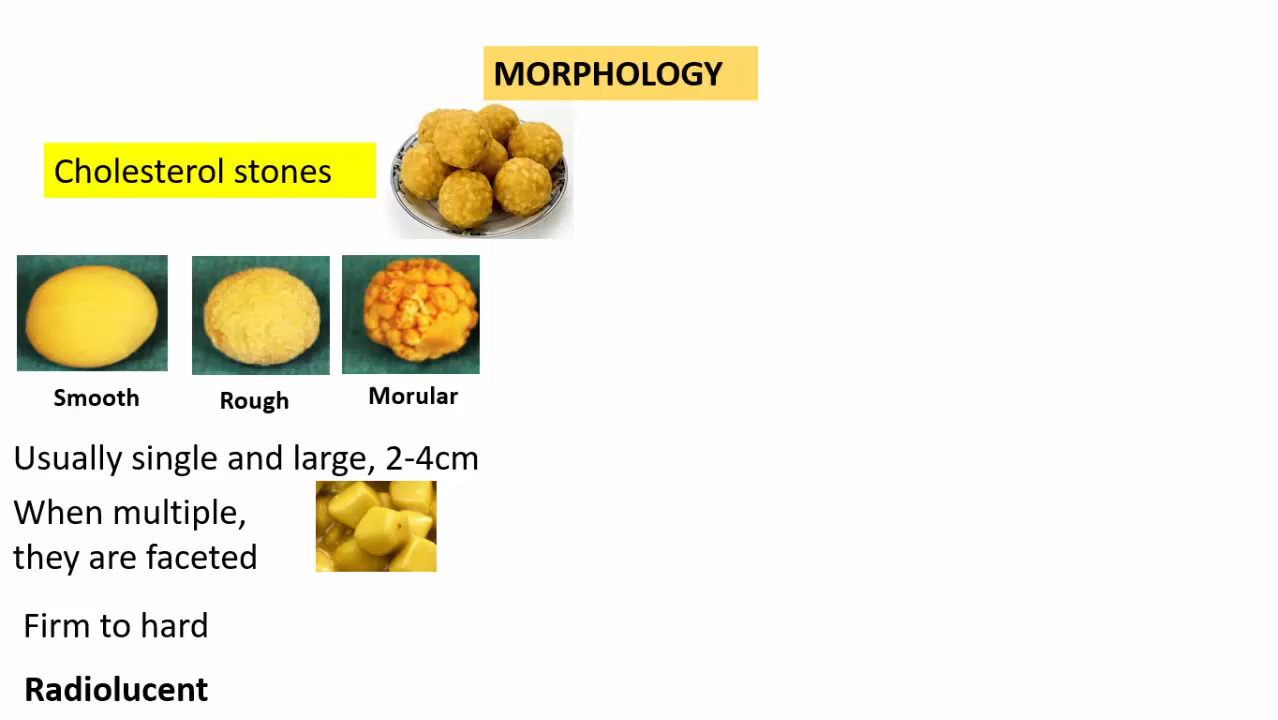 MORPHOLOGY
Cholesterol stones
Smooth
Rough
Morular
Usually single and large, 2-4cm
When multiple,
they are faceted
Firm to hard
Radiolucent